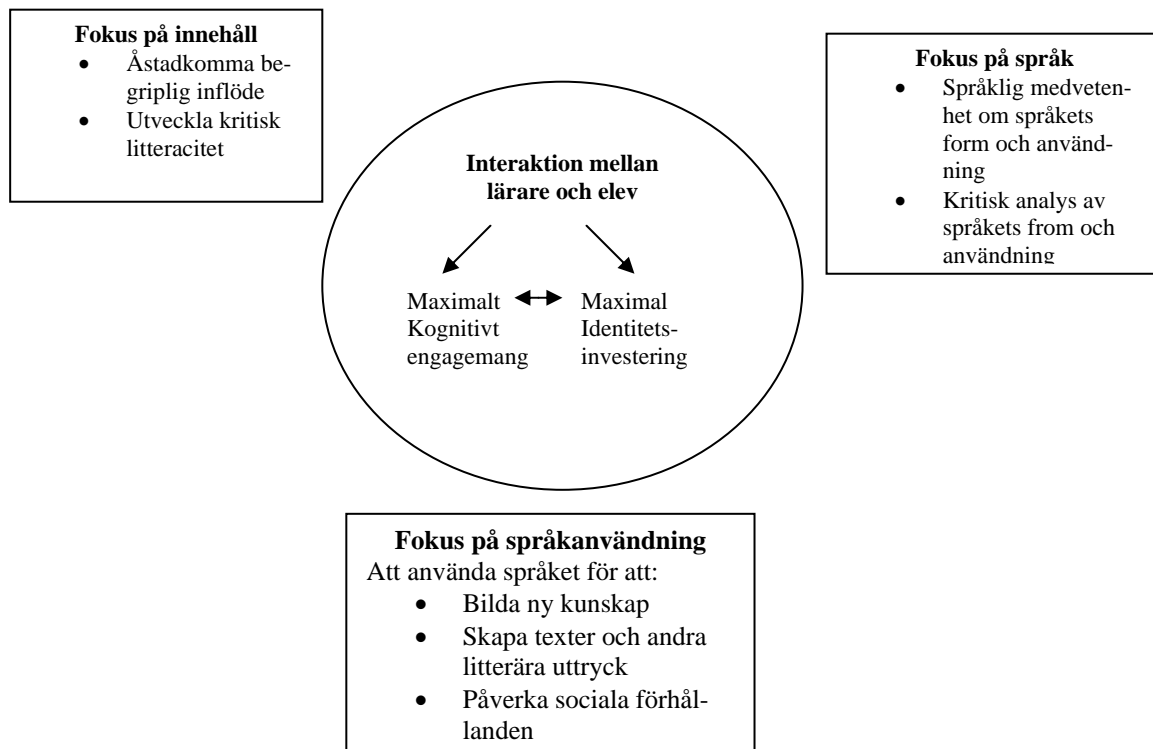 Fokus på innehåll
• Åstadkomma be-
griplig inflöde
• Utveckla kritisk
litteracitet
Fokus på språk
• Språklig medveten-
het om språkets
form och använd-
ning
• Kritisk analys av
språkets from och
användning
Interaktion mellan
lärare och elev
Maximalt
Kognitivt
engagemang
Maximal
Identitets-
investering
Fokus på språkanvändning
Att använda språket för att:
• Bilda ny kunskap
• Skapa texter och andra
litterära uttryck
• Påverka sociala förhål-
landen